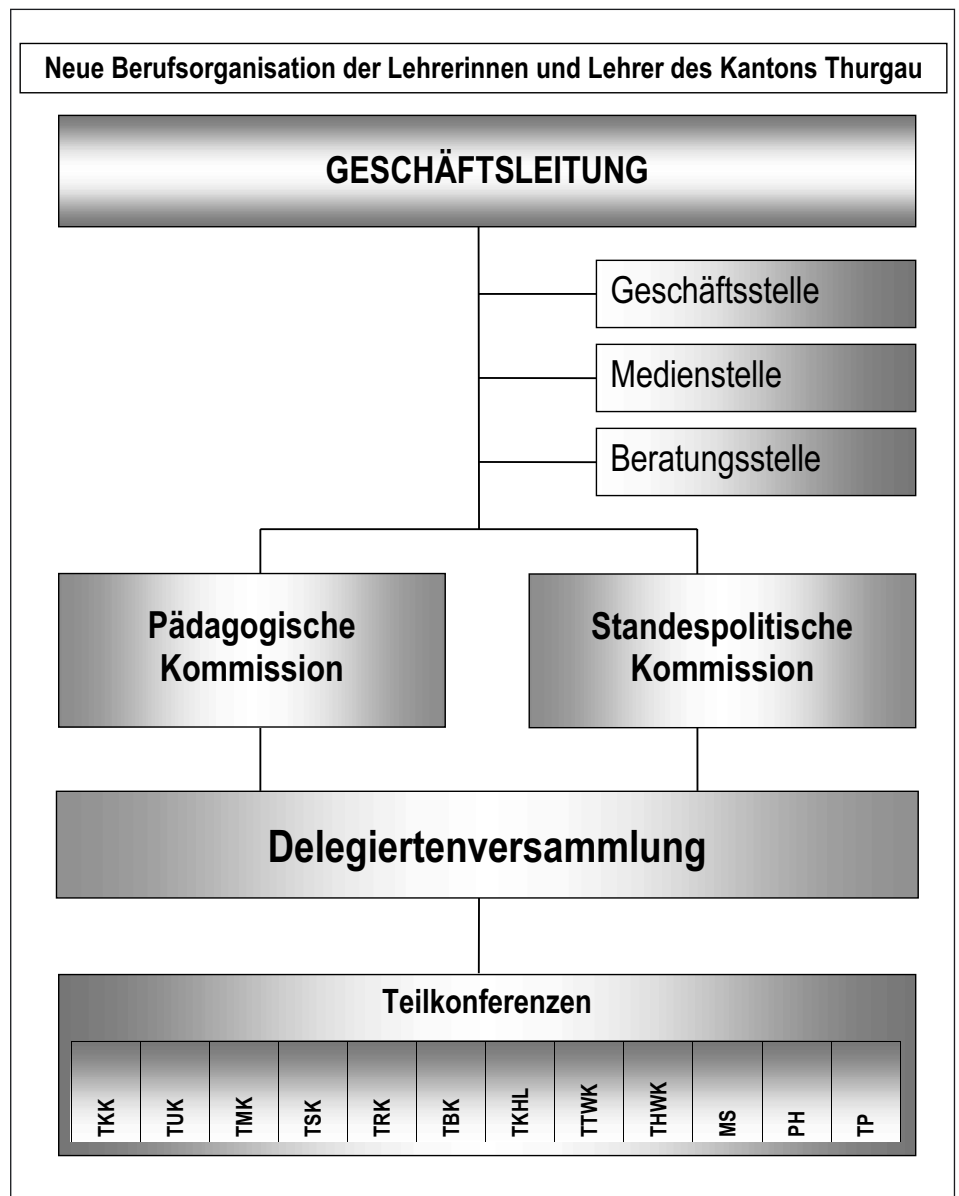 Neue Berufsorganisation der Lehrerinnen und Lehrer des Kantons Thurgau
GESCHÄFTSLEITUNG
Geschäftsstelle
Medienstelle
Beratungsstelle
Pädagogische
Kommission
Standespolitische
Kommission
Delegiertenversammlung
Teilkonferenzen
TKK
TUK
TMK
TSK
TRK
TBK
TKHL
TTWK
THWK
MS
PH
TP